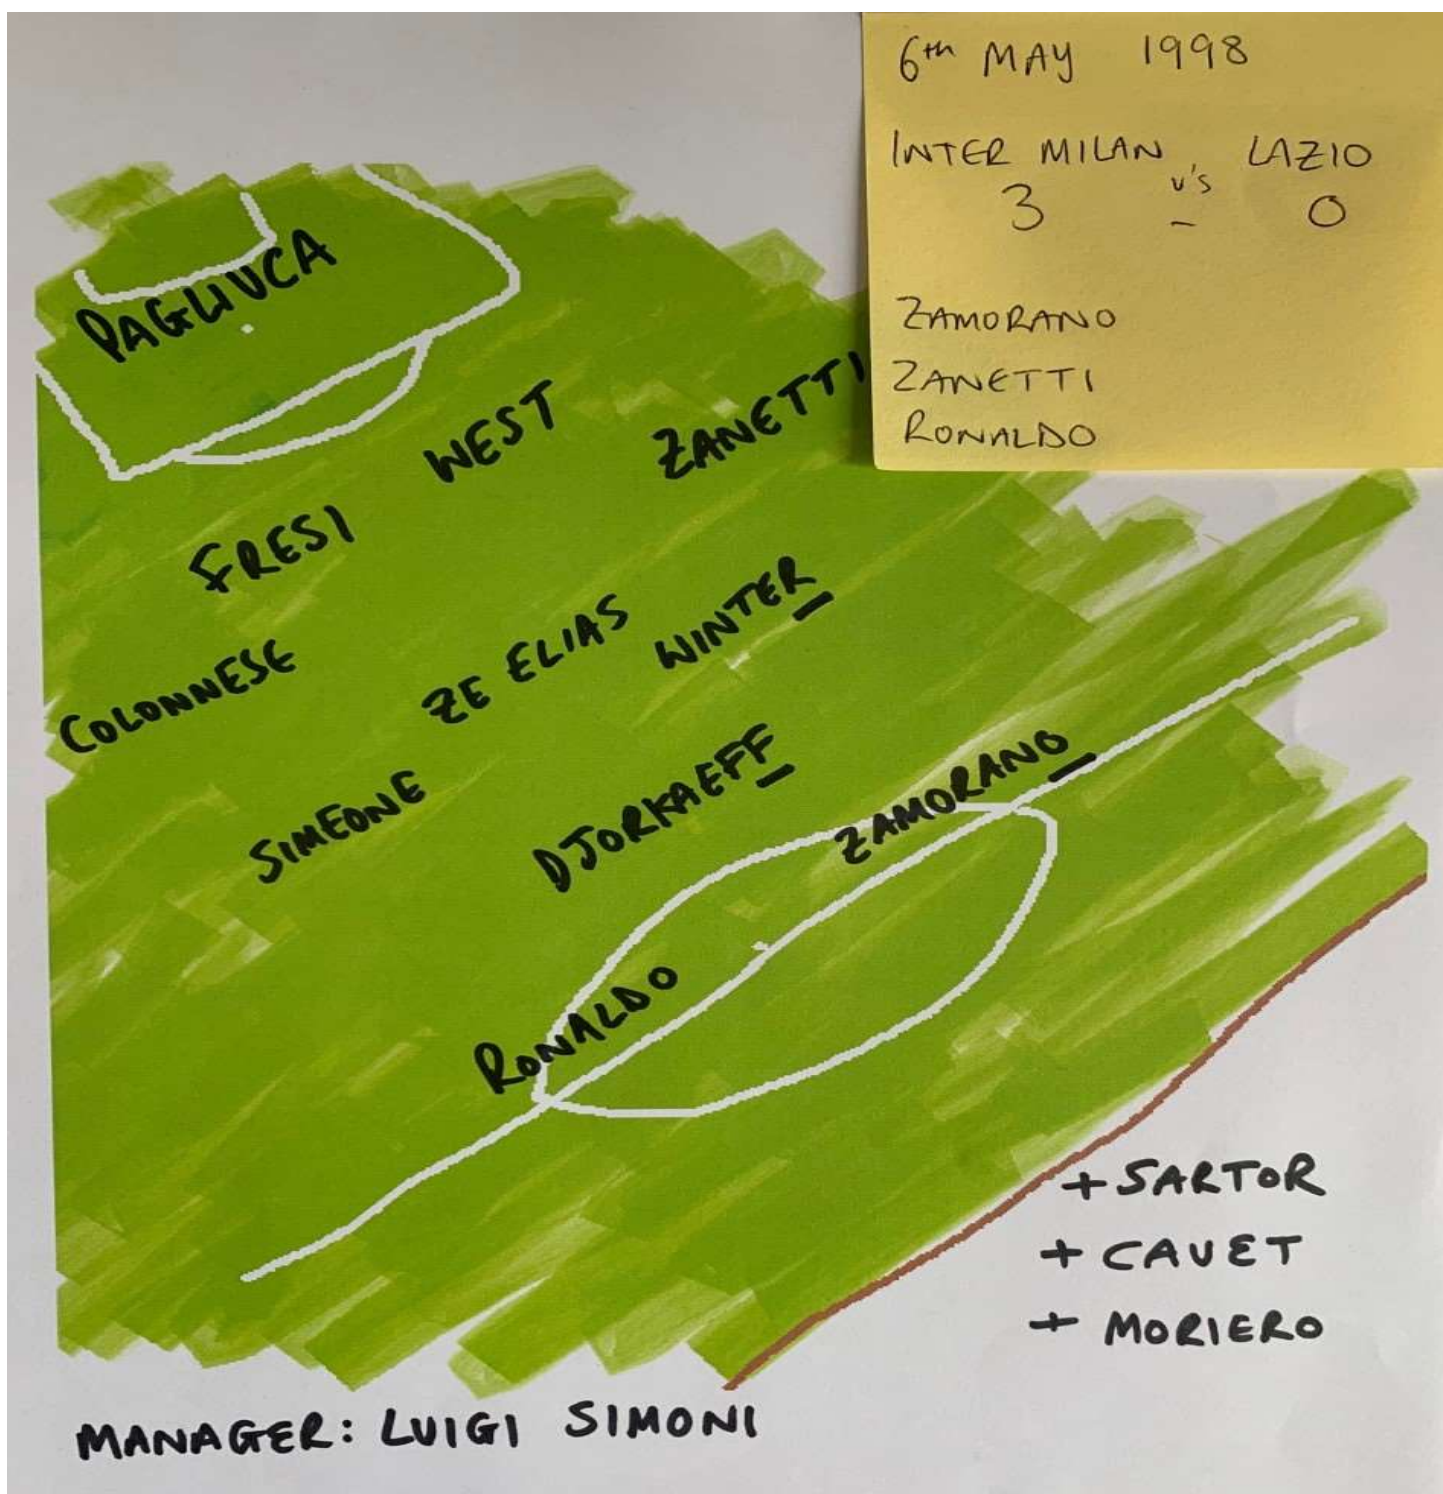 6th MAY 1998
INTER MILAN v's LAZIO
3 - 0
ZAMORANO
ZANETTI
RONALDO
PAGLIUCA
WEST
ZANETTI
FRESI
COLONNESE
ZE ELIAS
WINTER
SIMEONE
DJORKAEFF
ZAMORANO
RONALDO
+ SARTOR
+ CAUET
+ MORIERO
MANAGER: LUIGI SIMONI